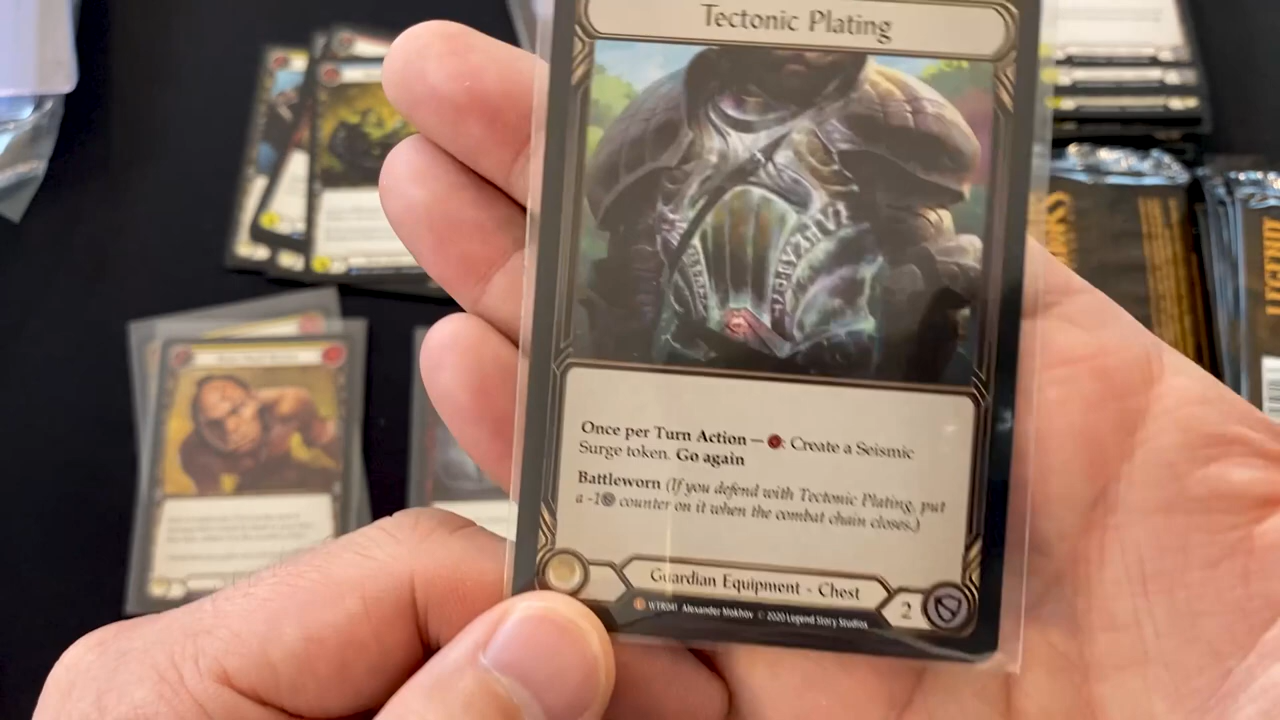 Tectonic Plating
Once per Turn Action — : Create a Seismic
Surge token. Go again
Battleworn (If you defend with Tectonic Plating, put
a -1 counter on it when the combat chain closes.)
Guardian Equipment - Chest
2
L WTR041 Alexander Mokhov © 2020 Legend Story Studios